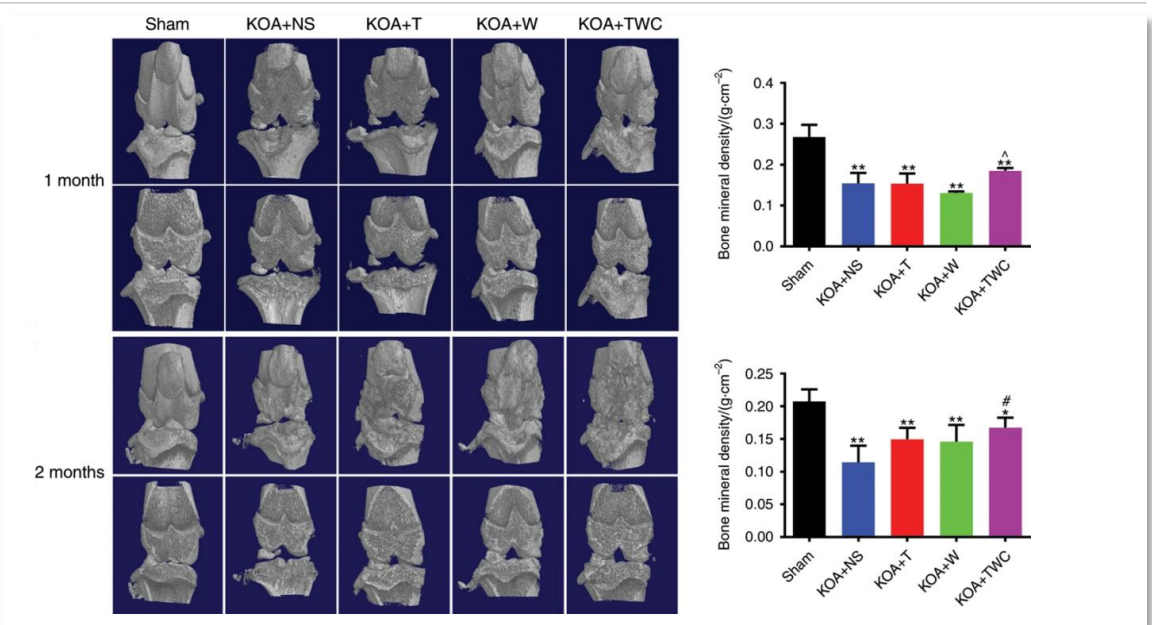 Sham KOA+NS KOA+T KOA+W KOA+TWC
1 month
2 months
Bone mineral density/(g·cm⁻²)
0.4
0.3
0.2
0.1
0.0
** ** ** ^
**
Sham KOA+NS KOA+T KOA+W KOA+TWC
Bone mineral density/(g·cm⁻²)
0.25
0.20
0.15
0.10
0.05
0.00
** ** ** #
*
Sham KOA+NS KOA+T KOA+W KOA+TWC